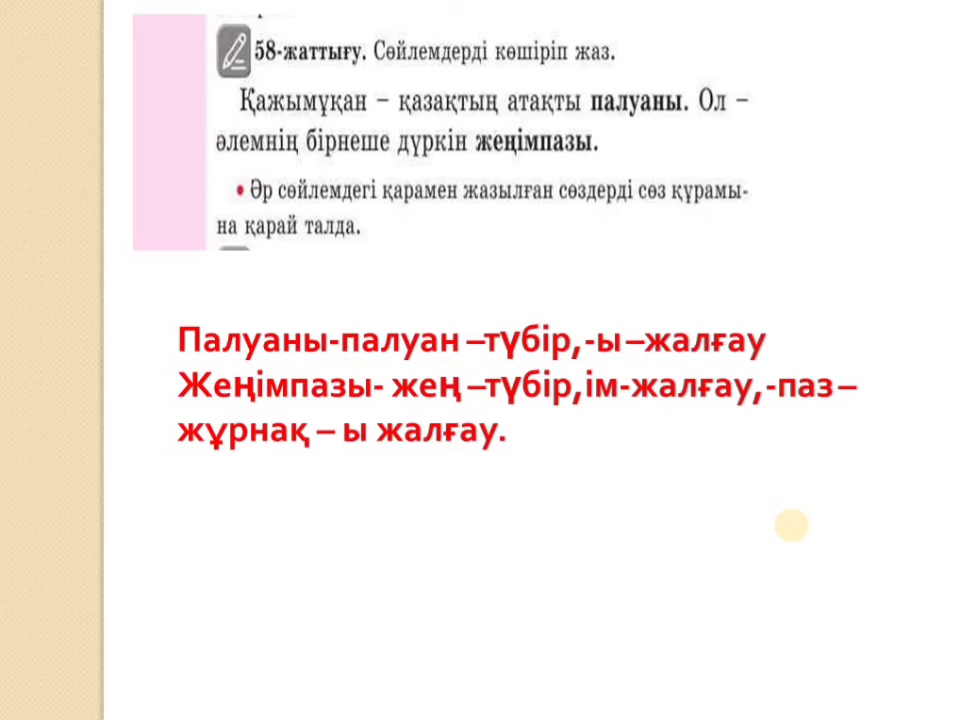 58-жаттығу. Сөйлемдерді көшіріп жаз.
Қажымұқан – қазақтың атақты палуаны. Ол –
әлемнің бірнеше дүркін жеңімпазы.
• Әр сөйлемдегі қарамен жазылған сөздерді сөз құрамы-
на қарай талда.
Палуаны-палуан –түбір,-ы –жалғау
Жеңімпазы- жең –түбір,ім-жалғау,-паз –
жұрнақ – ы жалғау.